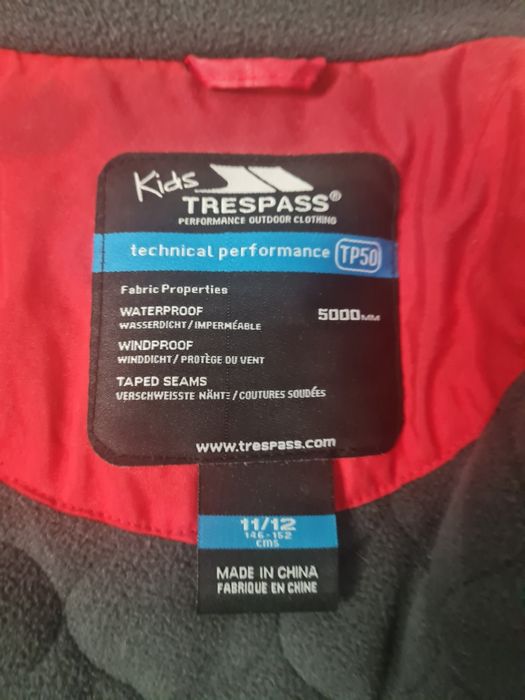 Kids
TRESPASS®
PERFORMANCE OUTDOOR CLOTHING
technical performance TP50
Fabric Properties
WATERPROOF 5000MM
WASSERDICHT/IMPERMÉABLE
WINDPROOF
WINDDICHT/PROTÈGE DU VENT
TAPED SEAMS
VERSCHWEISSTE NÄHT:/COUTURES SOUDÉES
www.trespass.com
11/12
146-152
CMS
MADE IN CHINA
FABRIQUE EN CHINE